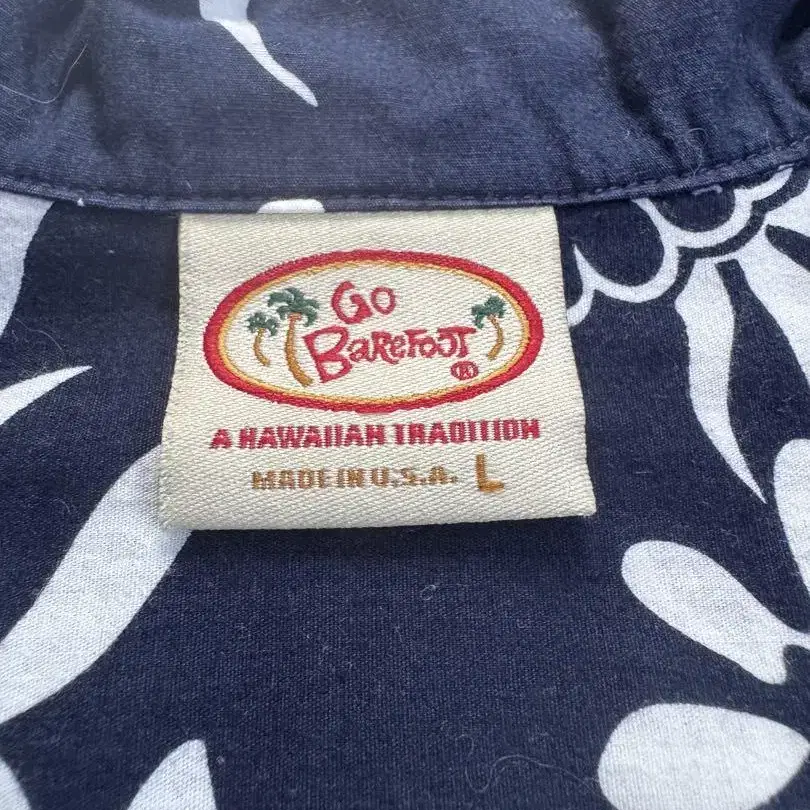 Go
BaReFOOT
®
A HAWAIIAN TRADITION
MADE IN U.S.A. L